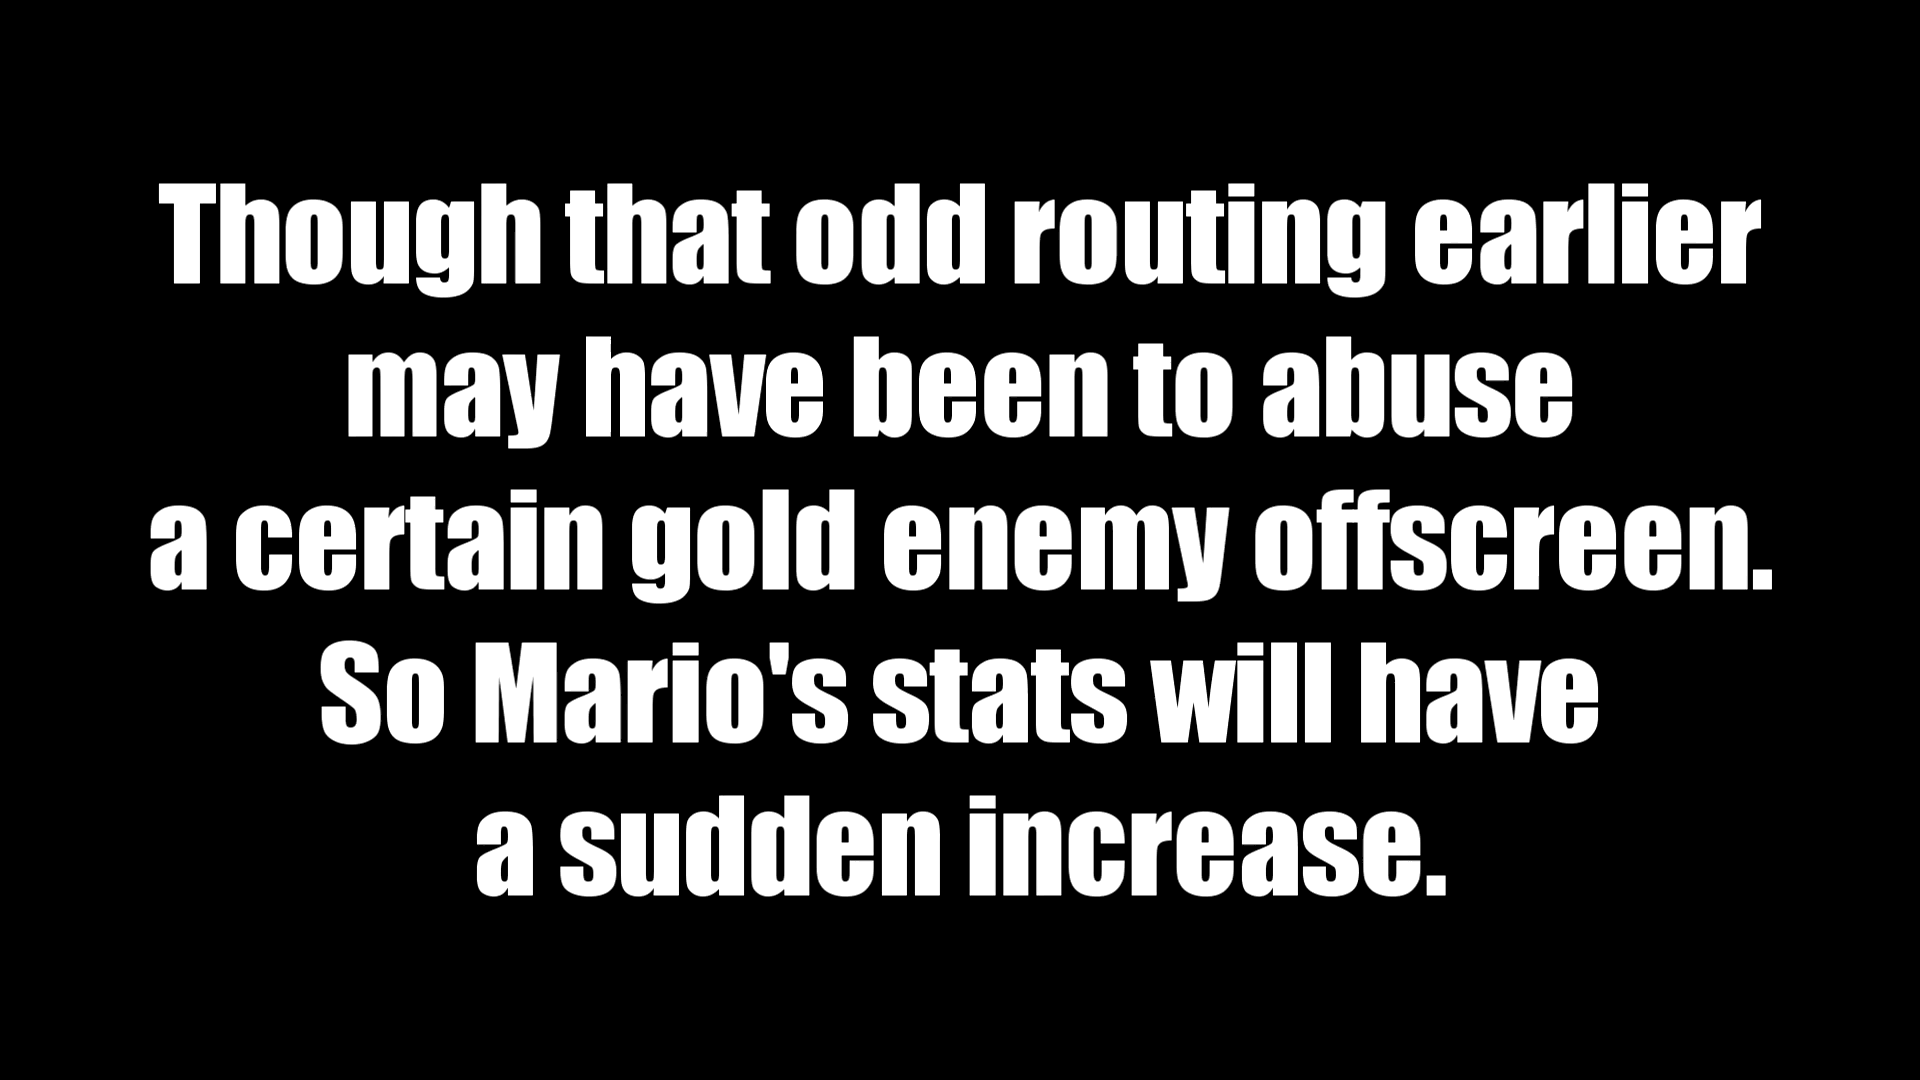 Though that odd routing earlier
may have been to abuse
a certain gold enemy offscreen.
So Mario's stats will have
a sudden increase.